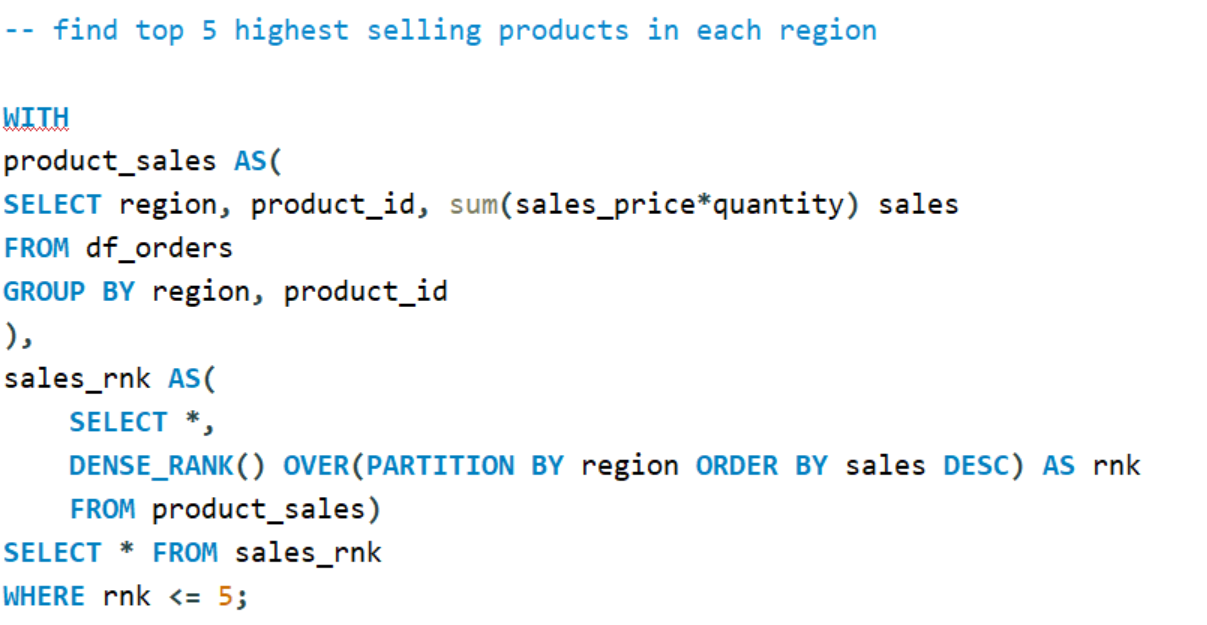 -- find top 5 highest selling products in each region
WITH
product_sales AS(
SELECT region, product_id, sum(sales_price*quantity) sales
FROM df_orders
GROUP BY region, product_id
),
sales_rnk AS(
SELECT *,
DENSE_RANK() OVER(PARTITION BY region ORDER BY sales DESC) AS rnk
FROM product_sales)
SELECT * FROM sales_rnk
WHERE rnk <= 5;